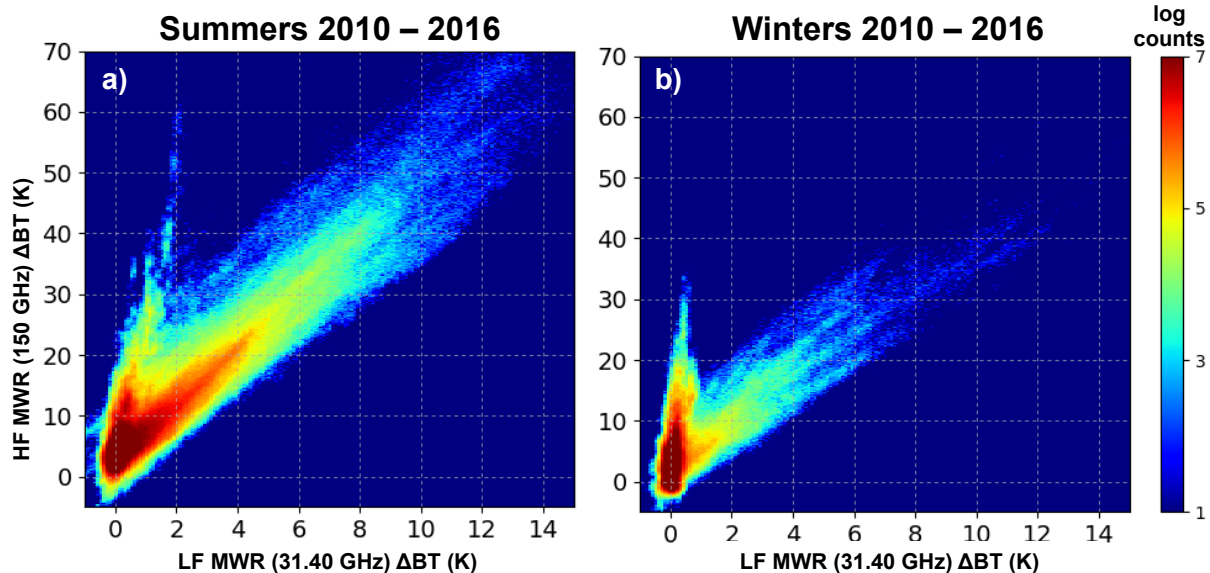 Summers 2010 – 2016
Winters 2010 – 2016
log
counts
a)
b)
HF MWR (150 GHz) ΔBT (K)
70
60
50
40
30
20
10
0
0 2 4 6 8 10 12 14
LF MWR (31.40 GHz) ΔBT (K)
70
60
50
40
30
20
10
0
0 2 4 6 8 10 12 14
LF MWR (31.40 GHz) ΔBT (K)
7
5
3
1